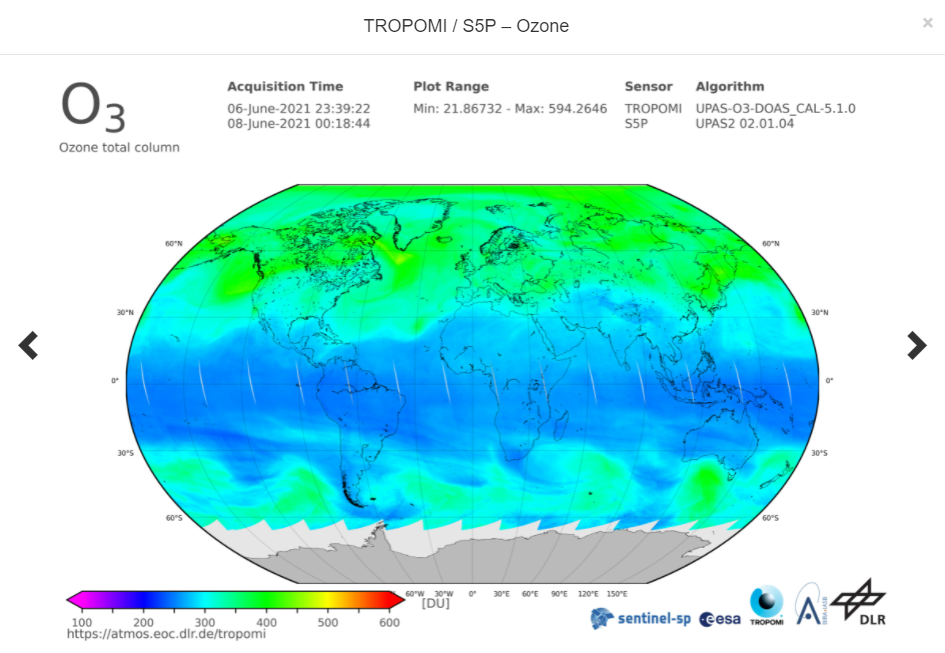 TROPOMI / S5P – Ozone
×
O3
Ozone total column
Acquisition Time
06-June-2021 23:39:22
08-June-2021 00:18:44
Plot Range
Min: 21.86732 - Max: 594.2646
Sensor
TROPOMI
S5P
Algorithm
UPAS-O3-DOAS_CAL-5.1.0
UPAS2 02.01.04
60°N 60°N
30°N 30°N
0° 0°
30°S 30°S
60°S 60°S
60°W 30°W 0° 30°E 60°E 90°E 120°E 150°E
[DU]
100 200 300 400 500 600
https://atmos.eoc.dlr.de/tropomi
sentinel-5p
esa
TROPOMI
DLR